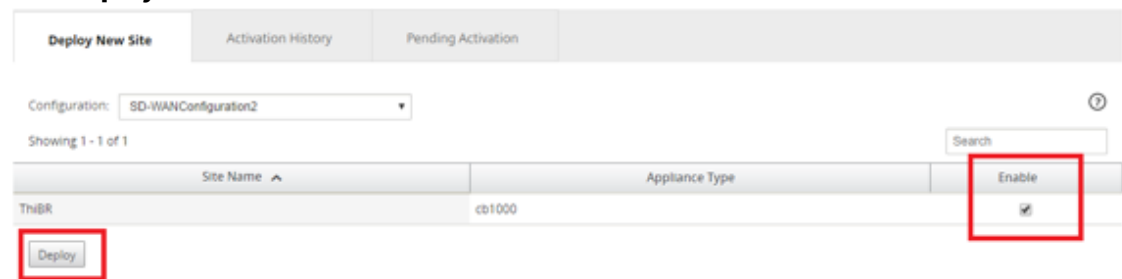 Deploy New Site Activation History Pending Activation
Configuration: SD-WANConfiguration2
Showing 1 - 1 of 1 Search
Site Name Appliance Type Enable
ThiBR cb1000
Deploy